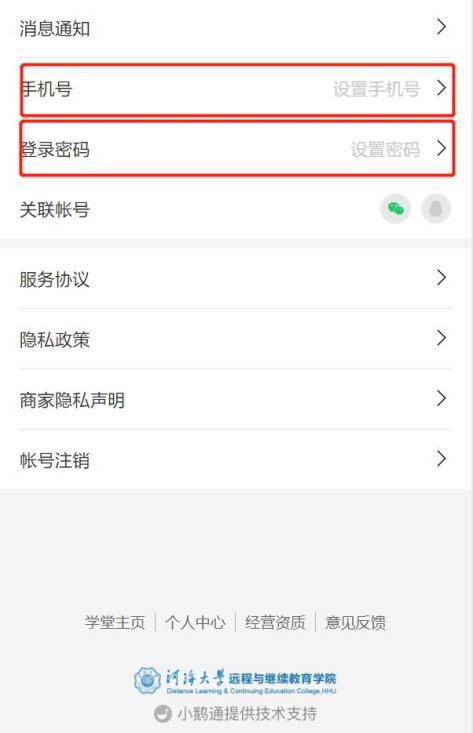 消息通知
手机号 设置手机号
登录密码 设置密码
关联帐号
服务协议
隐私政策
商家隐私声明
帐号注销
学堂主页 个人中心 经营资质 意见反馈
河海大学 远程与继续教育学院
Distance Learning & Continuing Education College,HHU
小鹅通提供技术支持